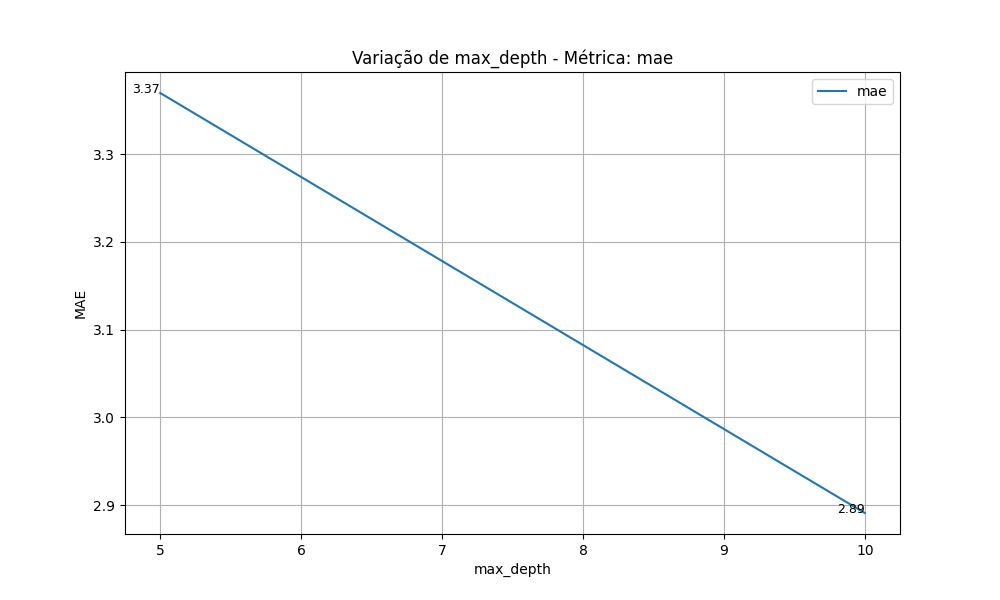 Variação de max_depth - Métrica: mae
mae
3.37
3.3
3.2
3.1
3.0
2.9
MAE
2.89
5 6 7 8 9 10
max_depth